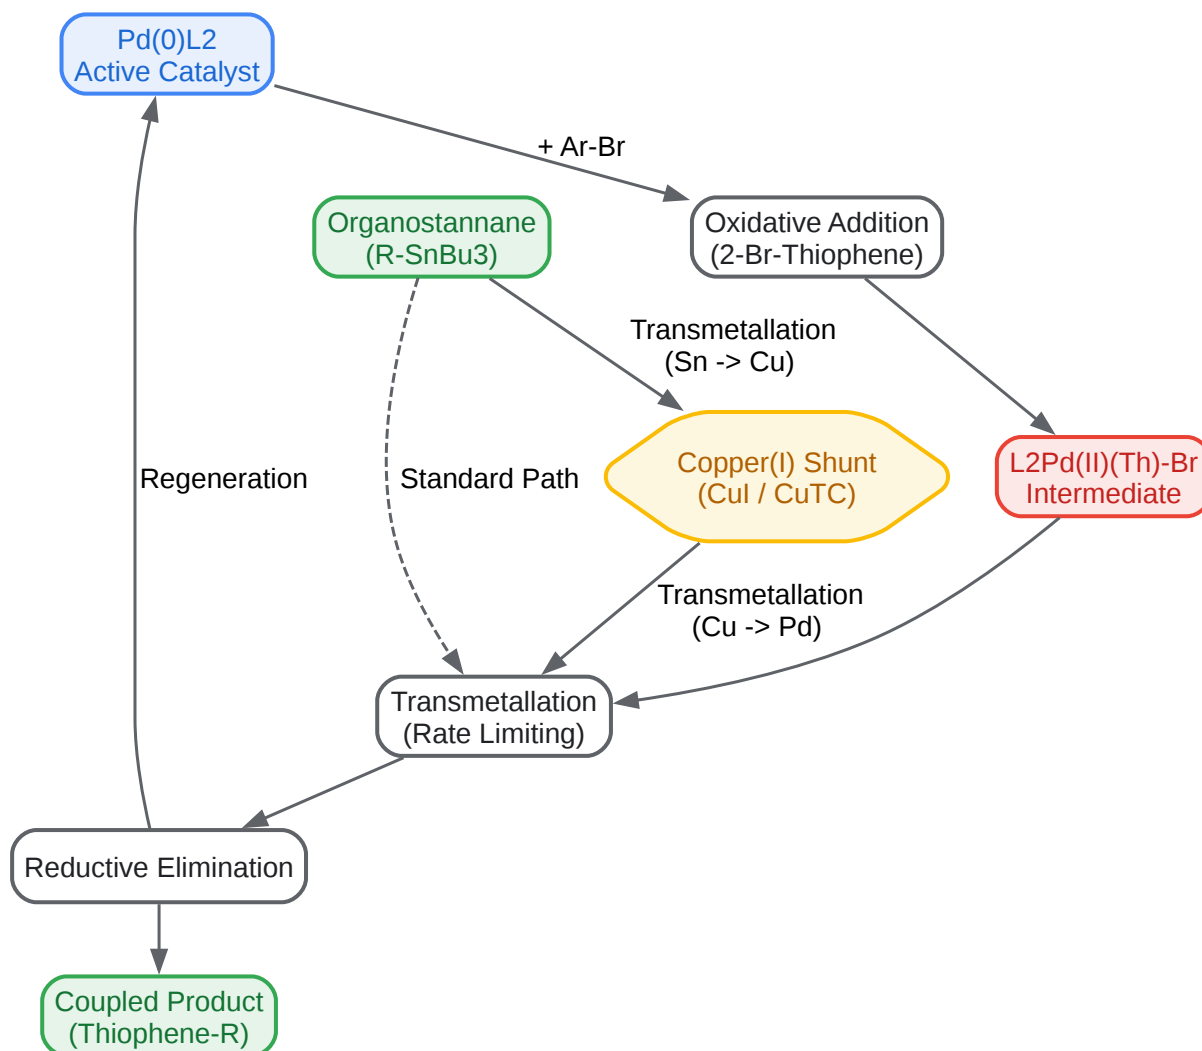 Pd(0)L2
Active Catalyst
+ Ar-Br
Organostannane
(R-SnBu3)
Oxidative Addition
(2-Br-Thiophene)
Transmetallation
(Sn -> Cu)
Regeneration
Standard Path
Copper(I) Shunt
(CuI / CuTC)
L2Pd(II)(Th)-Br
Intermediate
Transmetallation
(Cu -> Pd)
Transmetallation
(Rate Limiting)
Reductive Elimination
Coupled Product
(Thiophene-R)